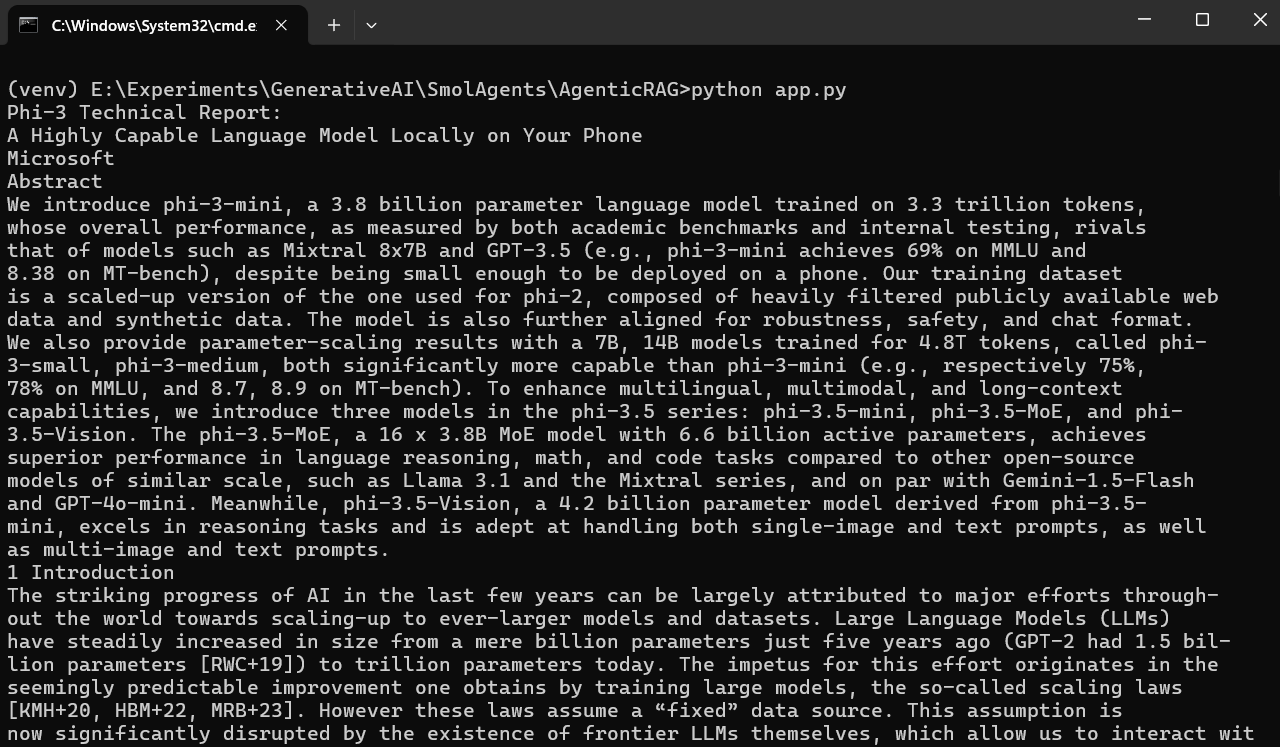 C:\Windows\System32\cmd.e
(venv) E:\Experiments\GenerativeAI\SmolAgents\AgenticRAG>python app.py
Phi-3 Technical Report:
A Highly Capable Language Model Locally on Your Phone
Microsoft
Abstract
We introduce phi-3-mini, a 3.8 billion parameter language model trained on 3.3 trillion tokens,
whose overall performance, as measured by both academic benchmarks and internal testing, rivals
that of models such as Mixtral 8x7B and GPT-3.5 (e.g., phi-3-mini achieves 69% on MMLU and
8.38 on MT-bench), despite being small enough to be deployed on a phone. Our training dataset
is a scaled-up version of the one used for phi-2, composed of heavily filtered publicly available web
data and synthetic data. The model is also further aligned for robustness, safety, and chat format.
We also provide parameter-scaling results with a 7B, 14B models trained for 4.8T tokens, called phi-
3-small, phi-3-medium, both significantly more capable than phi-3-mini (e.g., respectively 75%,
78% on MMLU, and 8.7, 8.9 on MT-bench). To enhance multilingual, multimodal, and long-context
capabilities, we introduce three models in the phi-3.5 series: phi-3.5-mini, phi-3.5-MoE, and phi-
3.5-Vision. The phi-3.5-MoE, a 16 x 3.8B MoE model with 6.6 billion active parameters, achieves
superior performance in language reasoning, math, and code tasks compared to other open-source
models of similar scale, such as Llama 3.1 and the Mixtral series, and on par with Gemini-1.5-Flash
and GPT-4o-mini. Meanwhile, phi-3.5-Vision, a 4.2 billion parameter model derived from phi-3.5-
mini, excels in reasoning tasks and is adept at handling both single-image and text prompts, as well
as multi-image and text prompts.
1 Introduction
The striking progress of AI in the last few years can be largely attributed to major efforts through-
out the world towards scaling-up to ever-larger models and datasets. Large Language Models (LLMs)
have steadily increased in size from a mere billion parameters just five years ago (GPT-2 had 1.5 bil-
lion parameters [RWC+19]) to trillion parameters today. The impetus for this effort originates in the
seemingly predictable improvement one obtains by training large models, the so-called scaling laws
[KMH+20, HBM+22, MRB+23]. However these laws assume a “fixed” data source. This assumption is
now significantly disrupted by the existence of frontier LLMs themselves, which allow us to interact wit